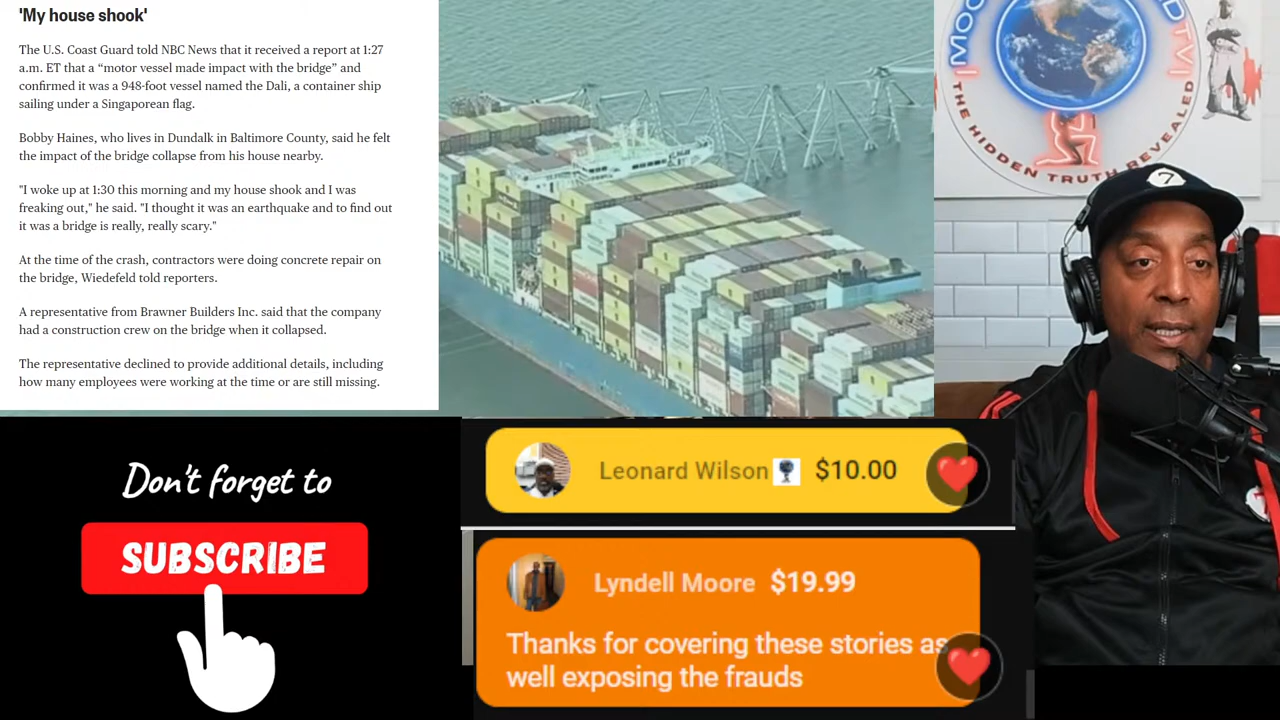 'My house shook'
The U.S. Coast Guard told NBC News that it received a report at 1:27
a.m. ET that a “motor vessel made impact with the bridge” and
confirmed it was a 948-foot vessel named the Dali, a container ship
sailing under a Singaporean flag.
Bobby Haines, who lives in Dundalk in Baltimore County, said he felt
the impact of the bridge collapse from his house nearby.
"I woke up at 1:30 this morning and my house shook and I was
freaking out," he said. "I thought it was an earthquake and to find out
it was a bridge is really, really scary."
At the time of the crash, contractors were doing concrete repair on
the bridge, Wiedefeld told reporters.
A representative from Brawner Builders Inc. said that the company
had a construction crew on the bridge when it collapsed.
The representative declined to provide additional details, including
how many employees were working at the time or are still missing.
TV
THE HIDDEN TRUTH REVEALED
7
Don't forget to
SUBSCRIBE
Leonard Wilson $10.00
Lyndell Moore $19.99
Thanks for covering these stories as
well exposing the frauds